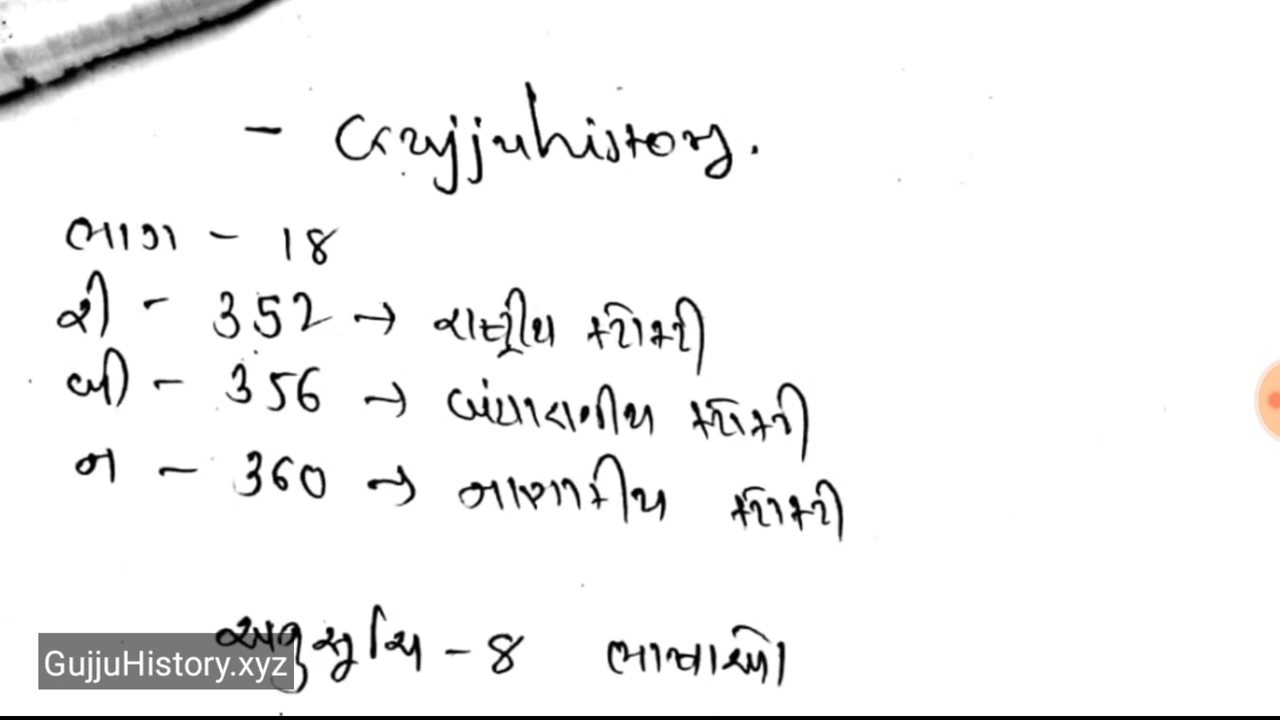 - Gujjuhistory.
ભાગ - 18
રી - 352 → રાષ્ટ્રીય કટોકટી
બી - 356 → બંધારણીય કટોકટી
ન - 360 → નાણાકીય કટોકટી
અનુસૂચિ - 8 ભાષાઓ
GujjuHistory.xyz